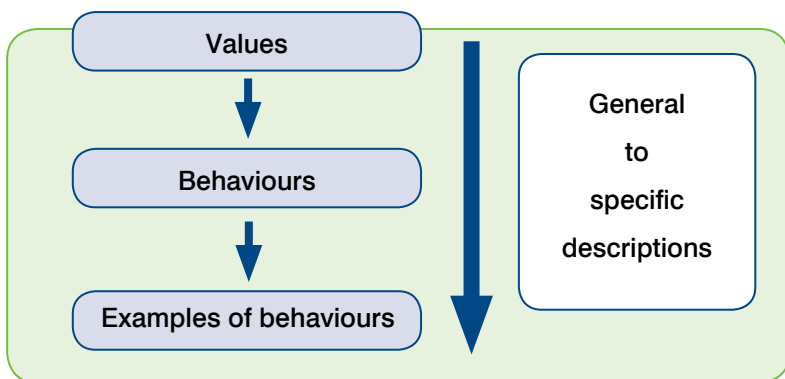 Values
Behaviours
Examples of behaviours
General
to
specific
descriptions